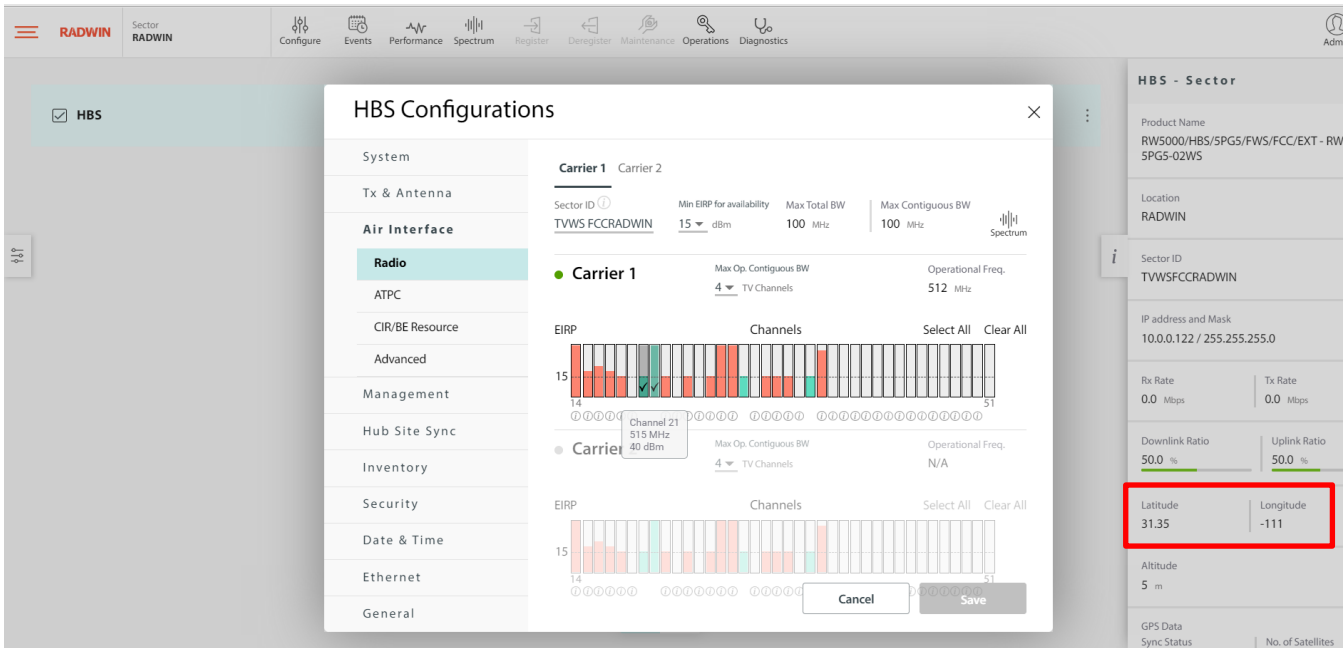 RADWIN
Sector
RADWIN
Configure
Events
Performance
Spectrum
Register
Deregister
Maintenance
Operations
Diagnostics
Adm
HBS
HBS Configurations
System
Tx & Antenna
Air Interface
Radio
ATPC
CIR/BE Resource
Advanced
Management
Hub Site Sync
Inventory
Security
Date & Time
Ethernet
General
Carrier 1 Carrier 2
Sector ID
TVWS FCCRADWIN
Min EIRP for availability
15 dBm
Max Total BW
100 MHz
Max Contiguous BW
100 MHz
Spectrum
Carrier 1
Max Op. Contiguous BW
4 TV Channels
Operational Freq.
512 MHz
EIRP Channels Select All Clear All
15
14 51
Channel 21
515 MHz
40 dBm
Carrier
Max Op. Contiguous BW
4 TV Channels
Operational Freq.
N/A
EIRP Channels Select All Clear All
15
14 51
Cancel Save
i
HBS - Sector
Product Name
RW5000/HBS/5PG5/FWS/FCC/EXT - RW
5PG5-02WS
Location
RADWIN
Sector ID
TVWSFCCRADWIN
IP address and Mask
10.0.0.122 / 255.255.255.0
Rx Rate
0.0 Mbps
Tx Rate
0.0 Mbps
Downlink Ratio
50.0 %
Uplink Ratio
50.0 %
Latitude
31.35
Longitude
-111
Altitude
5 m
GPS Data
Sync Status
No. of Satellites